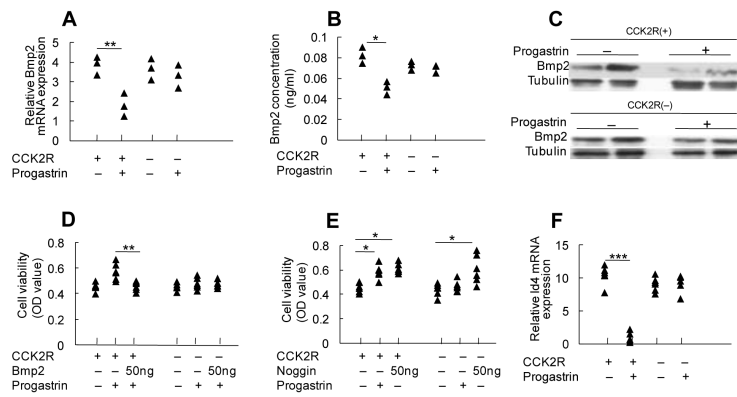 A
Relative Bmp2
mRNA expression
5
4
3
2
1
0
**
CCK2R + + – –
Progastrin – + – +
B
Bmp2 concentration
(ng/ml)
0.1
0.08
0.06
0.04
0.02
0.00
*
CCK2R + + – –
Progastrin – + – +
C
CCK2R(+)
Progastrin – +
Bmp2
Tubulin
CCK2R(–)
Progastrin – +
Bmp2
Tubulin
D
Cell viability
(OD value)
0.8
0.6
0.4
0.2
**
CCK2R + + + – – –
Bmp2 – – 50ng – – 50ng
Progastrin – + + – + +
E
Cell viability
(OD value)
0.8
0.6
0.4
0.2
*
*
*
CCK2R + + + – – –
Noggin – – 50ng – – 50ng
Progastrin – + – – + –
F
Relative Id4 mRNA
expression
15
10
5
0
***
CCK2R + + – –
Progastrin – + – +